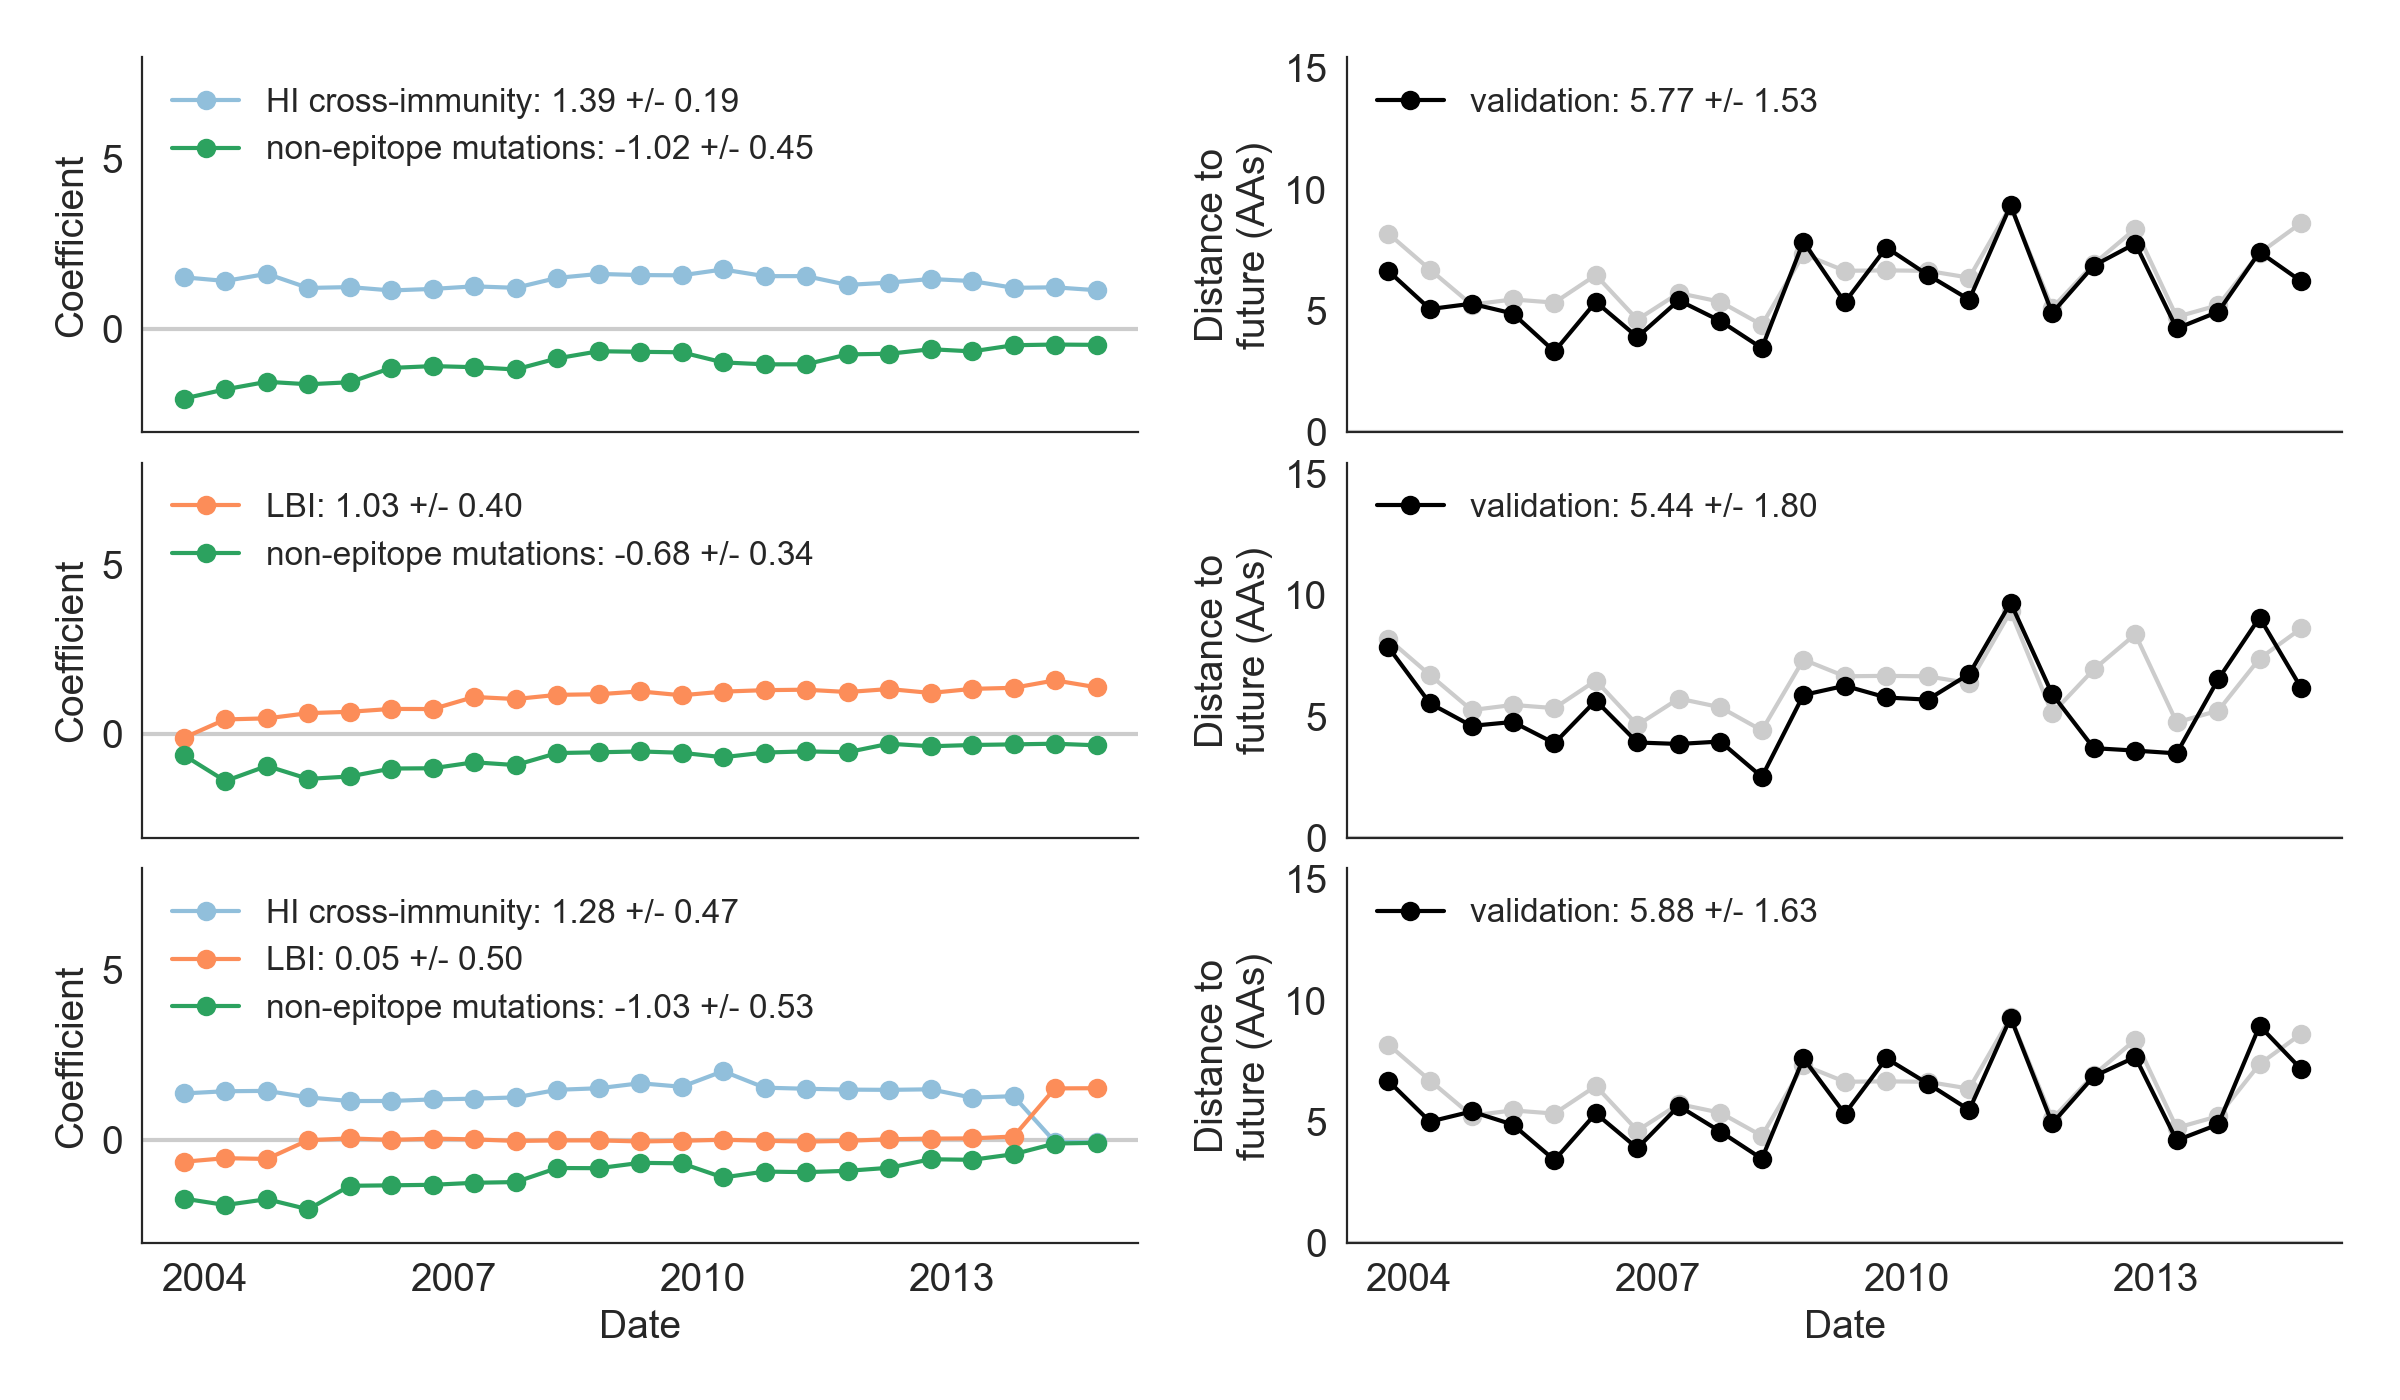 HI cross-immunity: 1.39 +/- 0.19
non-epitope mutations: -1.02 +/- 0.45
5
0
Coefficient
validation: 5.77 +/- 1.53
15
10
5
0
Distance to
future (AAs)
LBI: 1.03 +/- 0.40
non-epitope mutations: -0.68 +/- 0.34
5
0
Coefficient
validation: 5.44 +/- 1.80
15
10
5
0
Distance to
future (AAs)
HI cross-immunity: 1.28 +/- 0.47
LBI: 0.05 +/- 0.50
non-epitope mutations: -1.03 +/- 0.53
5
0
Coefficient
2004 2007 2010 2013
Date
validation: 5.88 +/- 1.63
15
10
5
0
Distance to
future (AAs)
2004 2007 2010 2013
Date